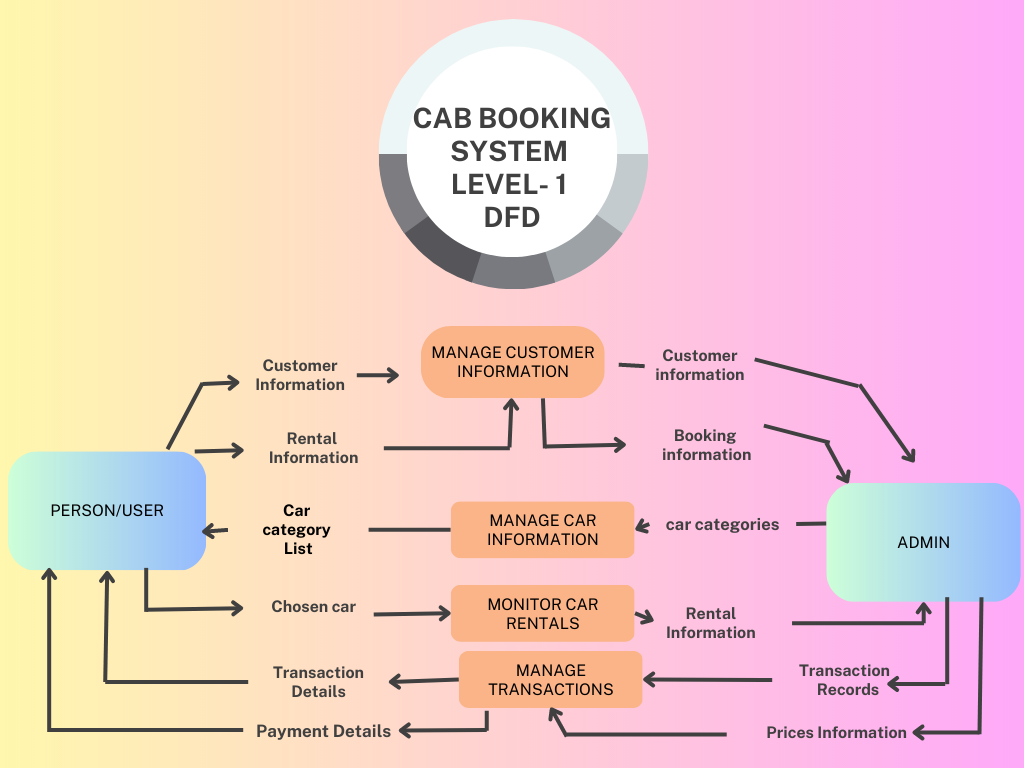 CAB BOOKING
SYSTEM
LEVEL- 1
DFD
MANAGE CUSTOMER
INFORMATION
Customer
Information
Customer
information
Rental
Information
Booking
information
PERSON/USER
Car
category
List
MANAGE CAR
INFORMATION
car categories
ADMIN
Chosen car
MONITOR CAR
RENTALS
Rental
Information
Transaction
Details
MANAGE
TRANSACTIONS
Transaction
Records
Payment Details
Prices Information